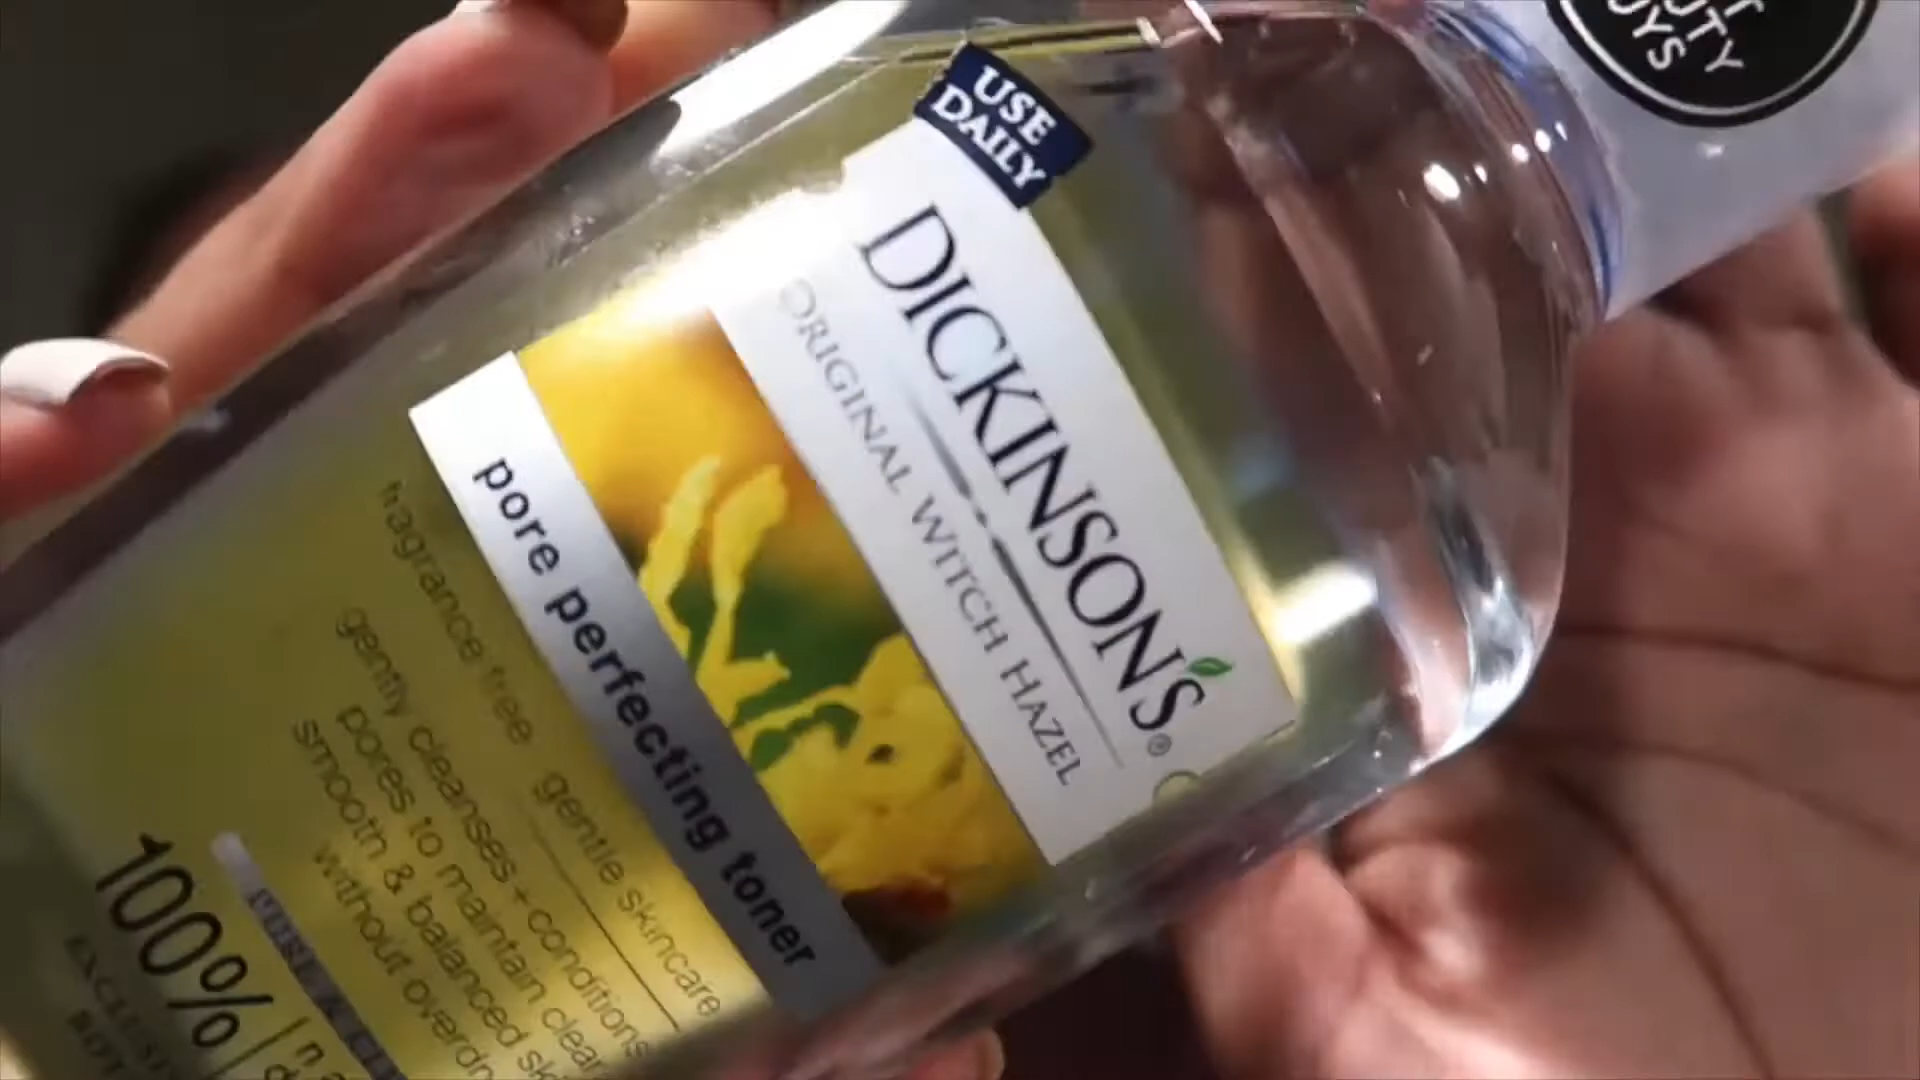 USE
DAILY
DICKINSON'S®
ORIGINAL WITCH HAZEL
pore perfecting toner
fragrance free gentle skincare
gently cleanses + conditions
pores to maintain clear
smooth & balanced
without
100%